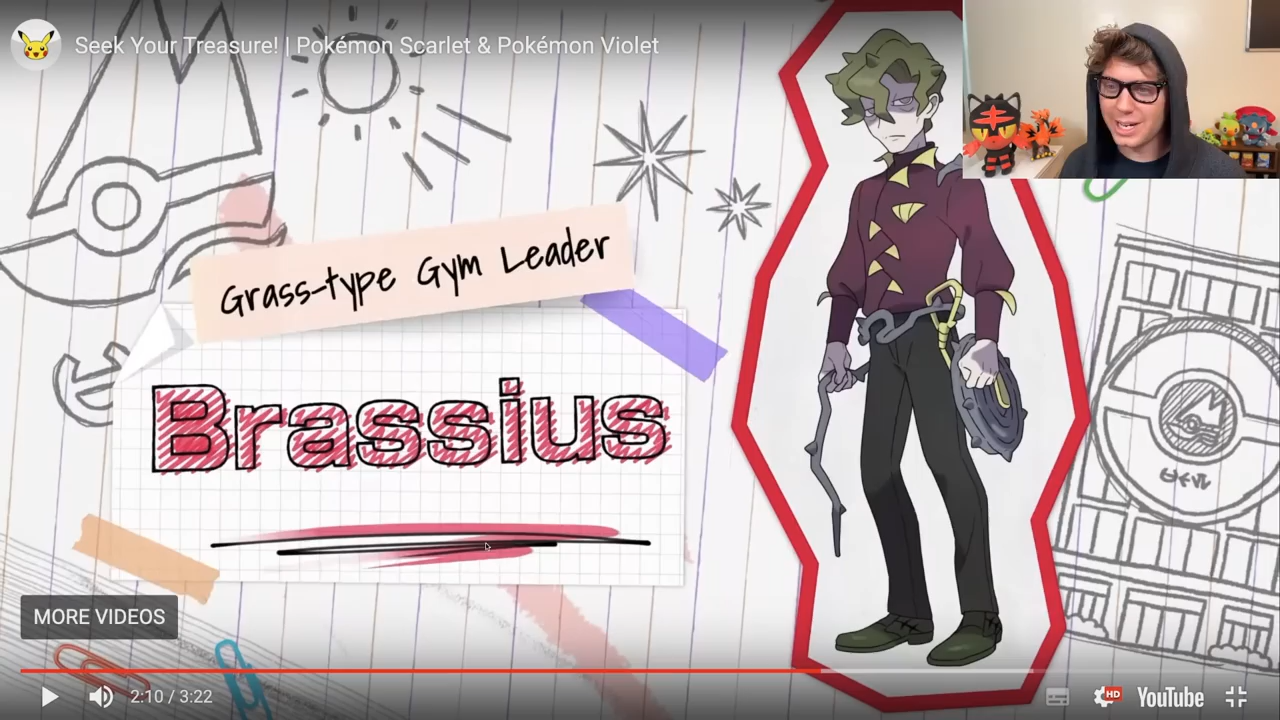 Seek Your Treasure! | Pokémon Scarlet & Pokémon Violet
Grass-type Gym Leader
Brassius
MORE VIDEOS
2:10 / 3:22
HD
YouTube